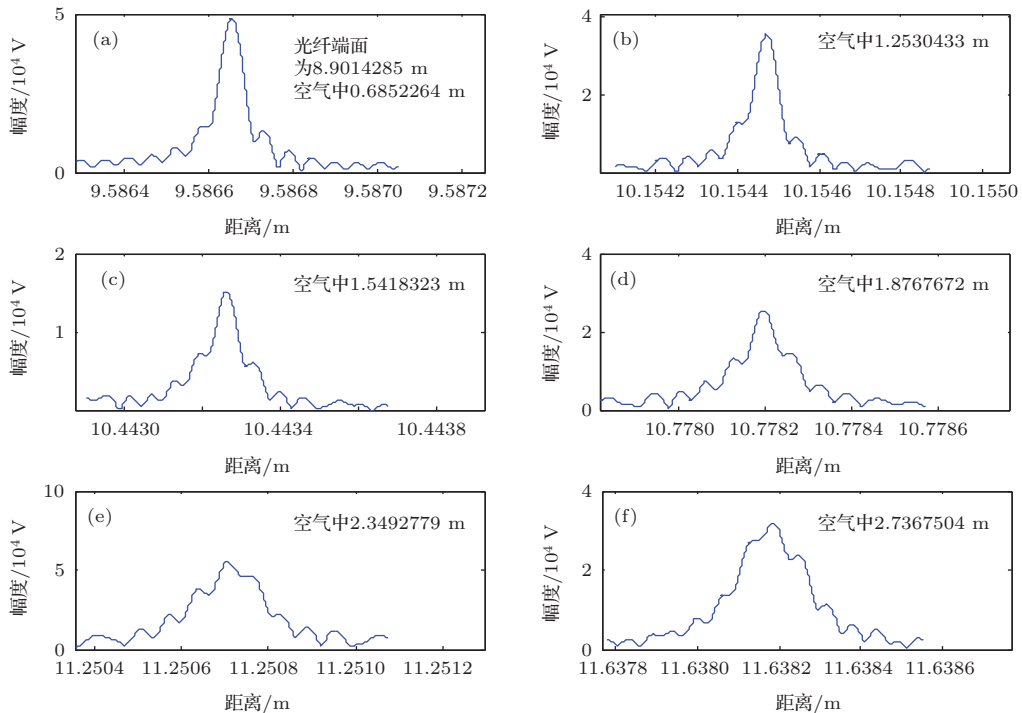 幅度/10⁴ V
5
0
(a)
光纤端面
为8.9014285 m
空气中0.6852264 m
9.5864 9.5866 9.5868 9.5870 9.5872
距离/m
幅度/10⁴ V
4
2
(b)
空气中1.2530433 m
10.1542 10.1544 10.1546 10.1548 10.1550
距离/m
幅度/10⁴ V
2
1
(c)
空气中1.5418323 m
10.4430 10.4434 10.4438
距离/m
幅度/10⁴ V
4
2
0
(d)
空气中1.8767672 m
10.7780 10.7782 10.7784 10.7786
距离/m
幅度/10⁴ V
10
5
0
(e)
空气中2.3492779 m
11.2504 11.2506 11.2508 11.2510 11.2512
距离/m
幅度/10⁴ V
4
2
0
(f)
空气中2.7367504 m
11.6378 11.6380 11.6382 11.6384 11.6386
距离/m